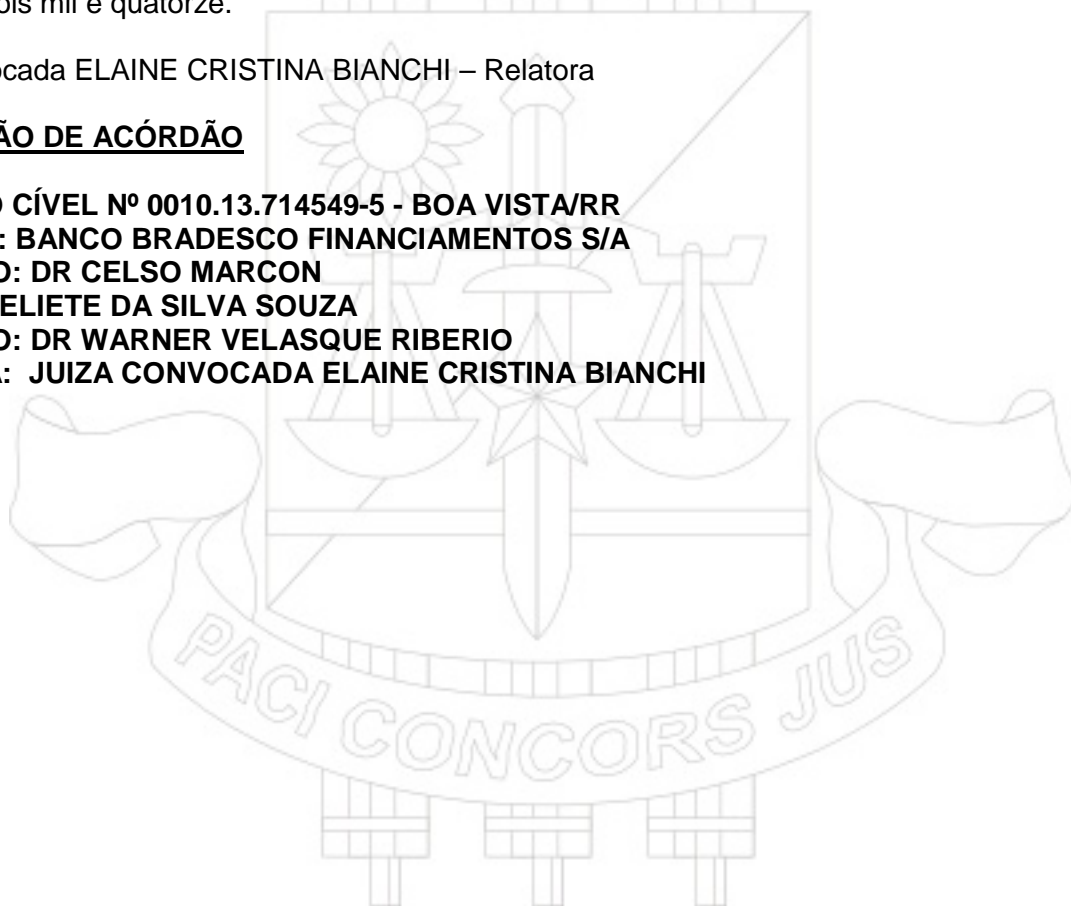 ois mil e quatorze.
ocada ELAINE CRISTINA BIANCHI – Relatora
ÃO DE ACÓRDÃO
O CÍVEL Nº 0010.13.714549-5 - BOA VISTA/RR
: BANCO BRADESCO FINANCIAMENTOS S/A
O: DR CELSO MARCON
ELIETE DA SILVA SOUZA
O: DR WARNER VELASQUE RIBERIO
A: JUIZA CONVOCADA ELAINE CRISTINA BIANCHI
PACI CONCORS JUS